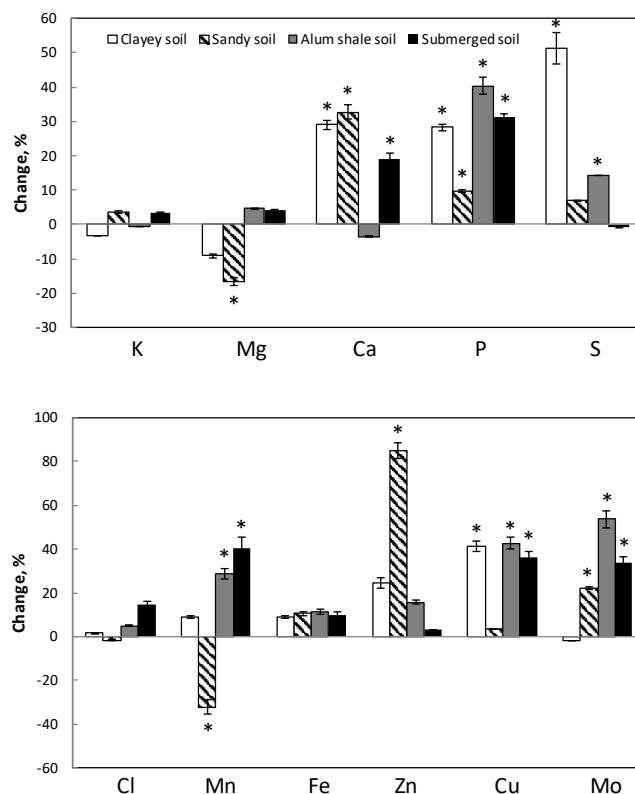 60
50
40
30
20
10
0
-10
-20
-30
Change, %
Clayey soil Sandy soil Alum shale soil Submerged soil
* * * * * * * * * *
K Mg Ca P S
100
80
60
40
20
0
-20
-40
-60
Change, %
* * * * * * * * * *
Cl Mn Fe Zn Cu Mo